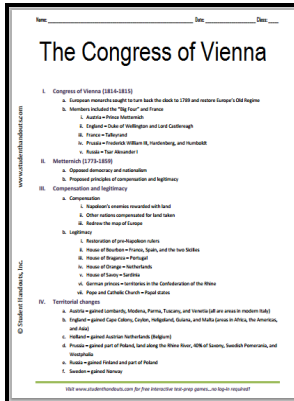 Name: Date: Class:
The Congress of Vienna
I. Congress of Vienna (1814-1815)
a. European monarchs sought to turn back the clock to 1789 and restore Europe's Old Regime
b. Members included the "Big Four" and France
i. Austria = Prince Metternich
ii. England = Duke of Wellington and Lord Castlereagh
iii. France = Talleyrand
iv. Prussia = Frederick William III, Hardenberg, and Humboldt
v. Russia = Tsar Alexander I
II. Metternich (1773-1859)
a. Opposed democracy and nationalism
b. Proposed principles of compensation and legitimacy
III. Compensation and legitimacy
a. Compensation
i. Napoleon's enemies rewarded with land
ii. Other nations compensated for land taken
iii. Redrew the map of Europe
b. Legitimacy
i. Restoration of pre-Napoleon rulers
ii. House of Bourbon = France, Spain, and the two Sicilies
iii. House of Braganza = Portugal
iv. House of Orange = Netherlands
v. House of Savoy = Sardinia
vi. German princes = territories in the Confederation of the Rhine
vii. Pope and Catholic Church = Papal states
IV. Territorial changes
a. Austria = gained Lombardy, Modena, Parma, Tuscany, and Venetia (all are areas in modern Italy)
b. England = gained Cape Colony, Ceylon, Heligoland, Guiana, and Malta (areas in Africa, the Americas,
and Asia)
c. Holland = gained Austrian Netherlands (Belgium)
d. Prussia = gained part of Poland, land along the Rhine River, 40% of Saxony, Swedish Pomerania, and
Westphalia
e. Russia = gained Finland and part of Poland
f. Sweden = gained Norway
Visit www.studenthandouts.com for free interactive test-prep games...no log-in required!
www.studenthandouts.com
© Student Handouts, Inc.